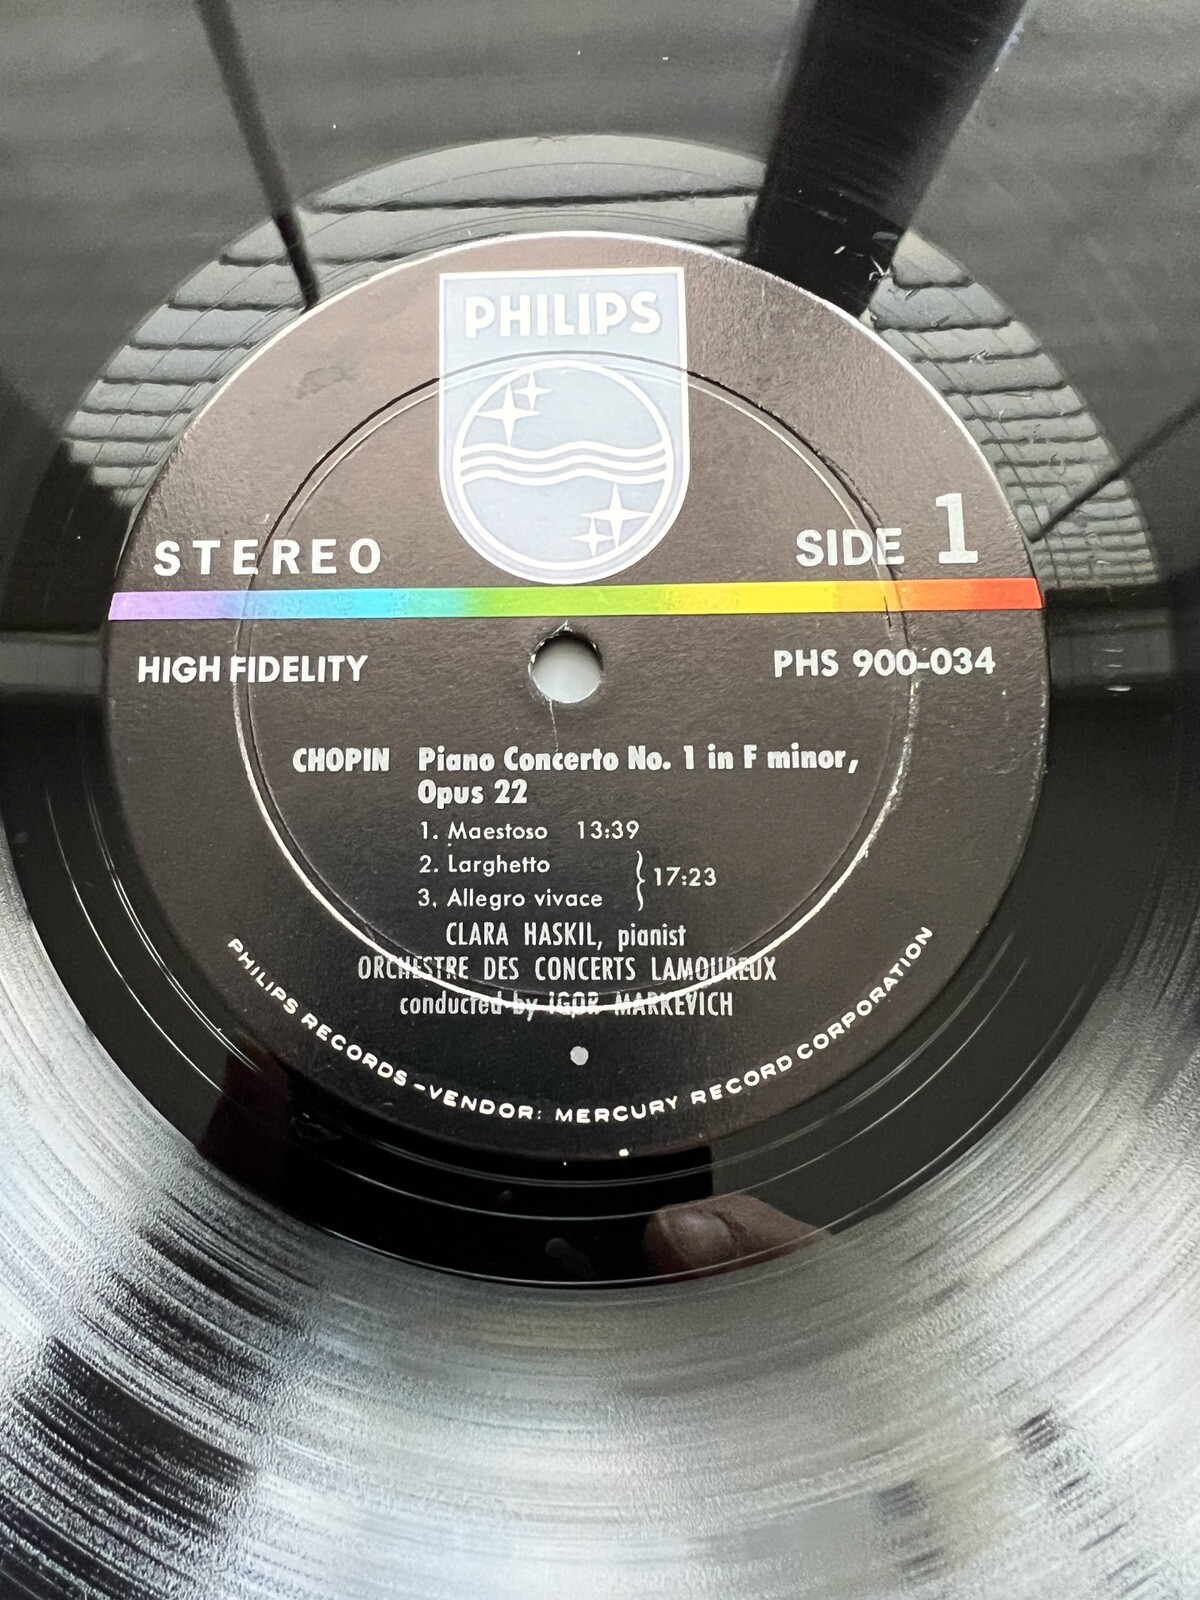 PHILIPS
STEREO
SIDE 1
HIGH FIDELITY
PHS 900-034
CHOPIN Piano Concerto No. 1 in F minor,
Opus 22
1. Maestoso 13:39
2. Larghetto
3. Allegro vivace } 17:23
CLARA HASKIL, pianist
ORCHESTRE DES CONCERTS LAMOUREUX
conducted by IGOR MARKEVICH
PHILIPS RECORDS-VENDOR: MERCURY RECORD CORPORATION